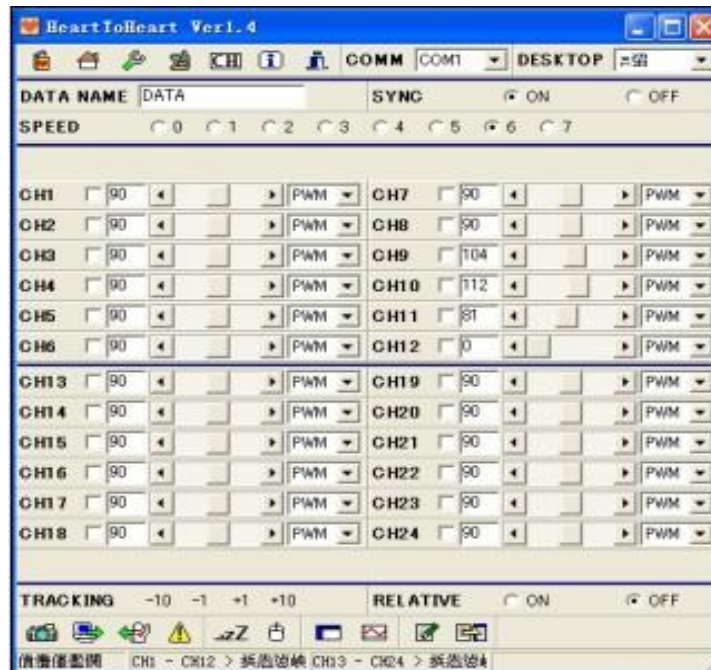 HeartToHeart Ver1.4
CH COMM COM1 DESKTOP
DATA NAME DATA SYNC ON OFF
SPEED 0 1 2 3 4 5 6 7
CH1 90 PWM CH7 90 PWM
CH2 90 PWM CH8 90 PWM
CH3 90 PWM CH9 104 PWM
CH4 90 PWM CH10 112 PWM
CH5 90 PWM CH11 81 PWM
CH6 90 PWM CH12 0 PWM
CH13 90 PWM CH19 90 PWM
CH14 90 PWM CH20 90 PWM
CH15 90 PWM CH21 90 PWM
CH16 90 PWM CH22 90 PWM
CH17 90 PWM CH23 90 PWM
CH18 90 PWM CH24 90 PWM
TRACKING -10 -1 +1 +10 RELATIVE ON OFF
zZ
CH1 - CH12 > CH13 - CH24 >